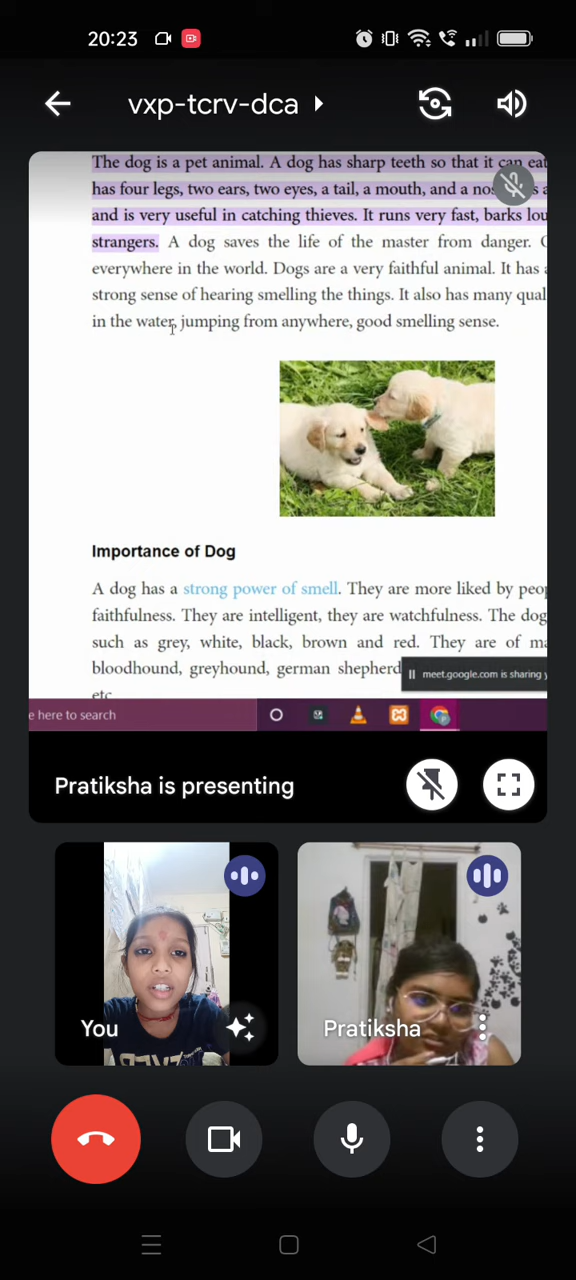 20:23
vxp-tcrv-dca
The dog is a pet animal. A dog has sharp teeth so that it can eat
has four legs, two ears, two eyes, a tail, a mouth, and a
and is very useful in catching thieves. It runs very fast, barks
strangers. A dog saves the life of the master from danger.
everywhere in the world. Dogs are a very faithful animal. It has
strong sense of hearing smelling the things. It also has many
in the water, jumping from anywhere, good smelling sense.
Importance of Dog
A dog has a strong power of smell. They are more liked by
faithfulness. They are intelligent, they are watchfulness. The dog
such as grey, white, black, brown and red. They are of
bloodhound, greyhound, german shepherd
meet.google.com is sharing
etc
e here to search
Pratiksha is presenting
You
Pratiksha